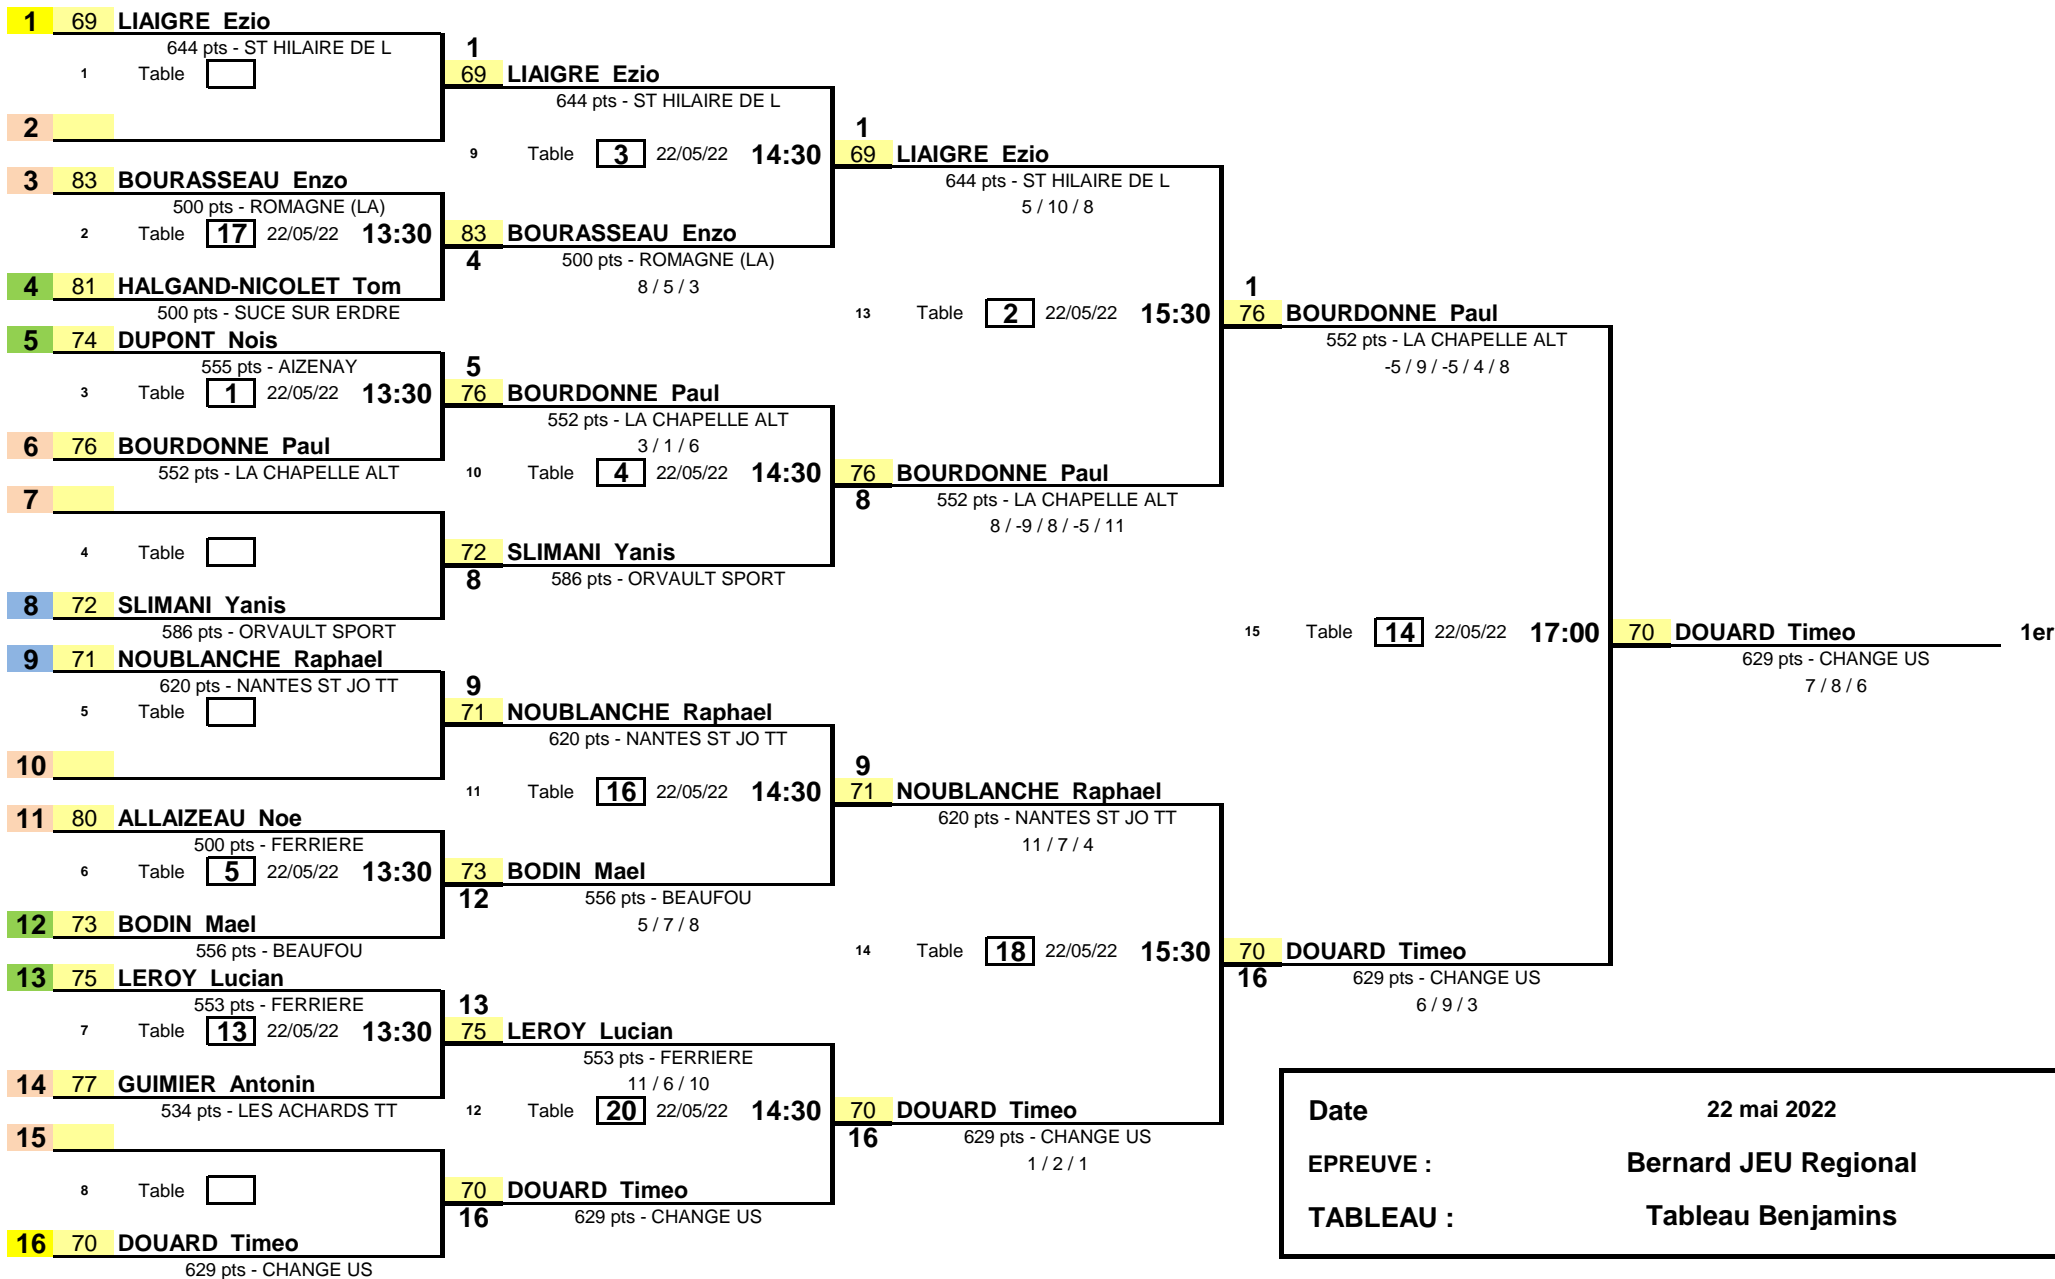 1 69 LIAIGRE Ezio
644 pts - ST HILAIRE DE L
1 Table
2
3 83 BOURASSEAU Enzo
500 pts - ROMAGNE (LA)
2 Table 17 22/05/22 13:30
4 81 HALGAND-NICOLET Tom
500 pts - SUCE SUR ERDRE
5 74 DUPONT Nois
555 pts - AIZENAY
3 Table 1 22/05/22 13:30
6 76 BOURDONNE Paul
552 pts - LA CHAPELLE ALT
7
4 Table
8 72 SLIMANI Yanis
586 pts - ORVAULT SPORT
9 71 NOUBLANCHE Raphael
620 pts - NANTES ST JO TT
5 Table
10
11 80 ALLAIZEAU Noe
500 pts - FERRIERE
6 Table 5 22/05/22 13:30
12 73 BODIN Mael
556 pts - BEAUFOU
13 75 LEROY Lucian
553 pts - FERRIERE
7 Table 13 22/05/22 13:30
14 77 GUIMIER Antonin
534 pts - LES ACHARDS TT
15
8 Table
16 70 DOUARD Timeo
629 pts - CHANGE US
1
69 LIAIGRE Ezio
644 pts - ST HILAIRE DE L
9 Table 3 22/05/22 14:30
83 BOURASSEAU Enzo
4
500 pts - ROMAGNE (LA)
8 / 5 / 3
5
76 BOURDONNE Paul
552 pts - LA CHAPELLE ALT
3 / 1 / 6
10 Table 4 22/05/22 14:30
72 SLIMANI Yanis
8
586 pts - ORVAULT SPORT
9
71 NOUBLANCHE Raphael
620 pts - NANTES ST JO TT
11 Table 16 22/05/22 14:30
73 BODIN Mael
12
556 pts - BEAUFOU
5 / 7 / 8
13
75 LEROY Lucian
553 pts - FERRIERE
11 / 6 / 10
12 Table 20 22/05/22 14:30
70 DOUARD Timeo
16
629 pts - CHANGE US
1
69 LIAIGRE Ezio
644 pts - ST HILAIRE DE L
5 / 10 / 8
13 Table 2 22/05/22 15:30
76 BOURDONNE Paul
8
552 pts - LA CHAPELLE ALT
8 / -9 / 8 / -5 / 11
9
71 NOUBLANCHE Raphael
620 pts - NANTES ST JO TT
11 / 7 / 4
14 Table 18 22/05/22 15:30
70 DOUARD Timeo
16
629 pts - CHANGE US
1 / 2 / 1
1
76 BOURDONNE Paul
552 pts - LA CHAPELLE ALT
-5 / 9 / -5 / 4 / 8
15 Table 14 22/05/22 17:00
70 DOUARD Timeo
16
629 pts - CHANGE US
6 / 9 / 3
70 DOUARD Timeo 1er
629 pts - CHANGE US
7 / 8 / 6
Date 22 mai 2022
EPREUVE : Bernard JEU Regional
TABLEAU : Tableau Benjamins